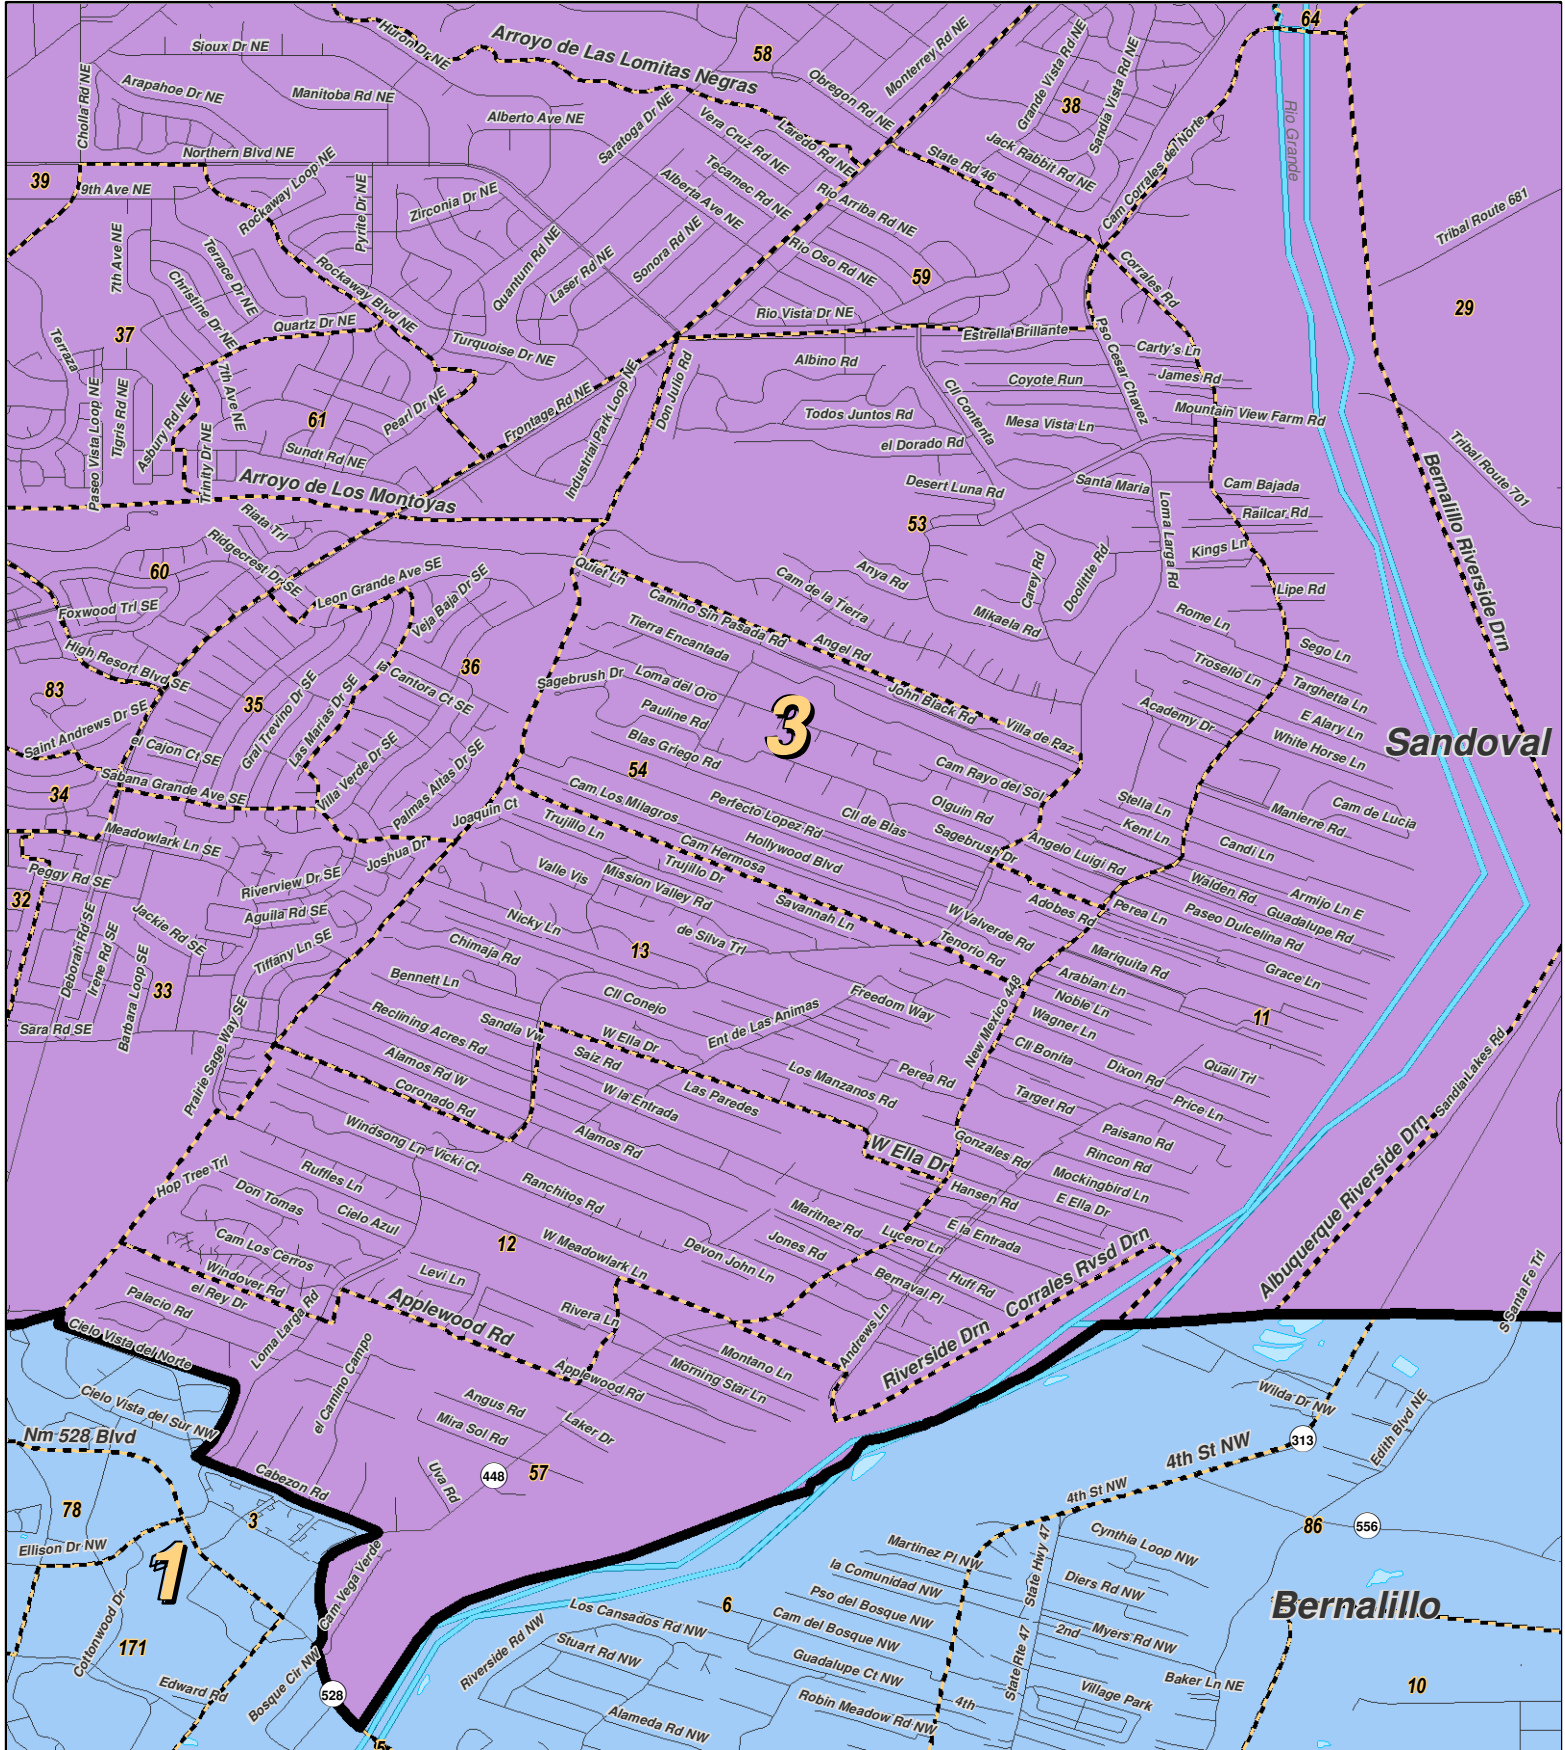 64
Huron Dr NE
Sioux Dr NE
Arroyo de Las Lomitas Negras
58
Monterrey Rd NE
Grande Vista Rd NE
Sandia Vista Rd NE
Obregon Rd NE
38
Cholla Rd NE
Arapahoe Dr NE
Manitoba Rd NE
Alberto Ave NE
Saratoga Dr NE
Vera Cruz Rd NE
Laredo Rd NE
State Rd 46
Jack Rabbit Rd NE
Cam Corrales del Norte
Rio Grande
Northern Blvd NE
39
9th Ave NE
Rockaway Loop NE
Pyrite Dr NE
Zirconia Dr NE
Alberta Ave NE
Tecamec Rd NE
Rio Arriba Rd NE
Tribal Route 681
7th Ave NE
Terrace Dr NE
Christine Dr NE
Rockaway Blvd NE
Quantum Rd NE
Laser Rd NE
Sonora Rd NE
Rio Oso Rd NE
59
Corrales Rd
29
37
Terraza
Quartz Dr NE
Turquoise Dr NE
Rio Vista Dr NE
Estrella Brillante
Pso Cesar Chavez
Carty's Ln
Albino Rd
Coyote Run
James Rd
Paseo Vista Loop NE
Tigris Rd NE
Asbury Rd NE
7th Ave NE
Trinity Dr NE
61
Pearl Dr NE
Frontage Rd NE
Industrial Park Loop NE
Don Julio Rd
Cll Contenta
Todos Juntos Rd
Mesa Vista Ln
Mountain View Farm Rd
el Dorado Rd
Sundt Rd NE
Arroyo de Los Montoyas
Desert Luna Rd
Santa Maria
Cam Bajada
Tribal Route 701
Bernalillo Riverside Drn
Riata Trl
53
Loma Larga Rd
Railcar Rd
Kings Ln
Ridgecrest Dr SE
60
Leon Grande Ave SE
Veja Baja Dr SE
Quiet Ln
Camino Sin Pasada Rd
Cam de la Tierra
Anya Rd
Carey Rd
Doolittle Rd
Lipe Rd
Foxwood Trl SE
Mikaela Rd
Rome Ln
Tierra Encantada
Angel Rd
High Resort Blvd SE
Sego Ln
83
35
36
la Cantora Ct SE
Sagebrush Dr
Loma del Oro
Trosello Ln
Targhetta Ln
Gral Trevino Dr SE
Las Marias Dr SE
Pauline Rd
3
John Black Rd
Villa de Paz
Academy Dr
E Alary Ln
Saint Andrews Dr SE
el Cajon Ct SE
Blas Griego Rd
White Horse Ln
Sandoval
Sabana Grande Ave SE
Villa Verde Dr SE
Palmas Altas Dr SE
54
Cam Rayo del Sol
34
Joaquin Ct
Cam Los Milagros
Perfecto Lopez Rd
Cll de Blas
Olguin Rd
Stella Ln
Manierre Rd
Cam de Lucia
Meadowlark Ln SE
Joshua Dr
Trujillo Ln
Cam Hermosa
Hollywood Blvd
Sagebrush Dr
Angelo Luigi Rd
Kent Ln
Candi Ln
Peggy Rd SE
Riverview Dr SE
Valle Vis
Trujillo Dr
Mission Valley Rd
Walden Rd
Armijo Ln E
32
Aguila Rd SE
Savannah Ln
Adobes Rd
Perea Ln
Guadalupe Rd
Jackie Rd SE
Nicky Ln
W Valverde Rd
Paseo Dulcelina Rd
de Silva Trl
Deborah Rd SE
Irene Rd SE
Barbara Loop SE
Tiffany Ln SE
Chimaja Rd
13
Tenorio Rd
Mariquita Rd
Grace Ln
33
Bennett Ln
Arabian Ln
Cll Conejo
Freedom Way
New Mexico 448
Noble Ln
11
Sara Rd SE
Reclining Acres Rd
Sandia Vw
W Ella Dr
Ent de Las Animas
Wagner Ln
Saiz Rd
Cll Bonita
Sandia Lakes Rd
Prairie Sage Way SE
Alamos Rd W
Coronado Rd
W la Entrada
Las Paredes
Los Manzanos Rd
Perea Rd
Dixon Rd
Quail Trl
Target Rd
Price Ln
Windsong Ln
Vicki Ct
Alamos Rd
W Ella Dr
Gonzales Rd
Paisano Rd
Rincon Rd
Albuquerque Riverside Drn
Hop Tree Trl
Ruffles Ln
Ranchitos Rd
Hansen Rd
Mockingbird Ln
Don Tomas
Cielo Azul
E Ella Dr
Cam Los Cerros
12
W Meadowlark Ln
Devon John Ln
Jones Rd
Maritnez Rd
Lucero Ln
E la Entrada
Corrales Rvsd Drn
Windover Rd
Levi Ln
Bernaval Pl
Huff Rd
S Santa Fe Trl
Palacio Rd
el Rey Dr
Applewood Rd
Rivera Ln
Andrews Ln
Cielo Vista del Norte
Loma Larga Rd
el Camino Campo
Montano Ln
Riverside Drn
Applewood Rd
Morning Star Ln
Cielo Vista del Sur NW
Angus Rd
Wilda Dr NW
Nm 528 Blvd
Mira Sol Rd
Laker Dr
4th St NW
313
Edith Blvd NE
Cabezon Rd
Uva Rd
448
57
4th St NW
78
3
86
556
Ellison Dr NW
1
Martinez Pl NW
State Hwy 47
Cynthia Loop NW
Cam Vega Verde
la Comunidad NW
Diers Rd NW
Cottonwood Dr
6
Pso del Bosque NW
Bernalillo
Los Cansados Rd NW
Cam del Bosque NW
2nd
Myers Rd NW
171
Riverside Rd NW
Stuart Rd NW
Guadalupe Ct NW
State Rte 47
Baker Ln NE
Edward Rd
Bosque Cir NW
528
Village Park
10
Robin Meadow Rd NW
4th
Alameda Rd NW
5